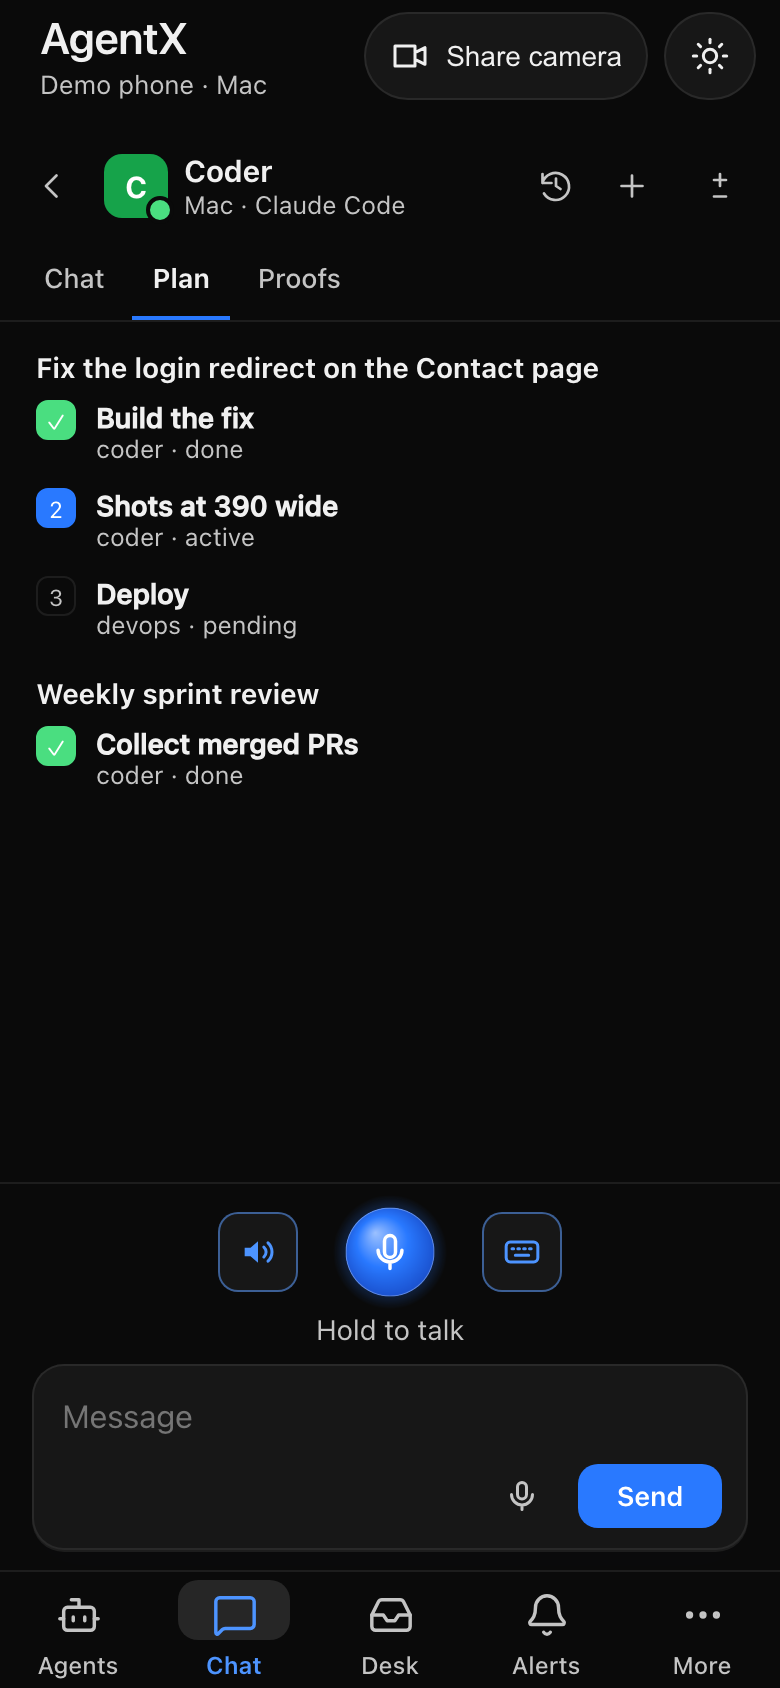 AgentX
Demo phone · Mac
Share camera
C
Coder
Mac · Claude Code
Chat
Plan
Proofs
Fix the login redirect on the Contact page
Build the fix
coder · done
2
Shots at 390 wide
coder · active
3
Deploy
devops · pending
Weekly sprint review
Collect merged PRs
coder · done
Hold to talk
Message
Send
Agents
Chat
Desk
Alerts
More